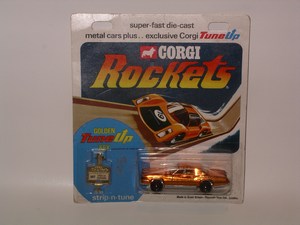 super-fast die-cast
metal cars plus.. exclusive Corgi TuneUp
CORGI
Rockets
GOLDEN
TuneUp
strip-n-tune